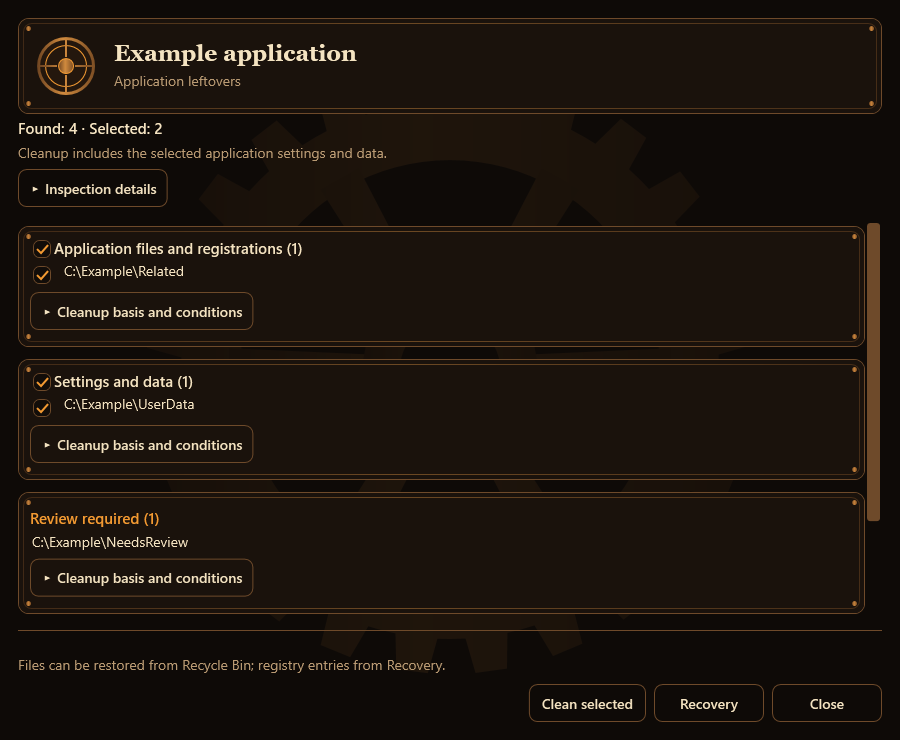 Example application
Application leftovers
Found: 4 · Selected: 2
Cleanup includes the selected application settings and data.
▸ Inspection details
Application files and registrations (1)
C:\Example\Related
▸ Cleanup basis and conditions
Settings and data (1)
C:\Example\UserData
▸ Cleanup basis and conditions
Review required (1)
C:\Example\NeedsReview
▸ Cleanup basis and conditions
Files can be restored from Recycle Bin; registry entries from Recovery.
Clean selected Recovery Close